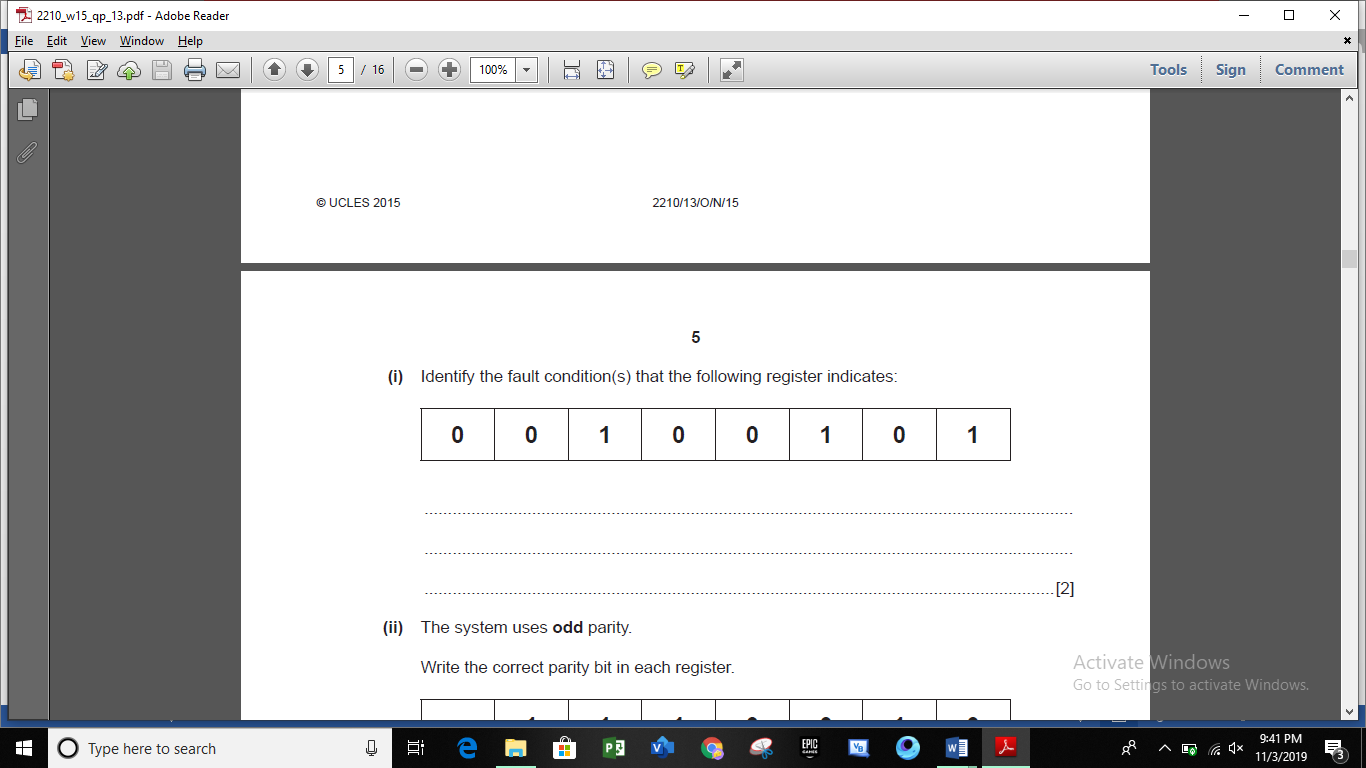 2210_w15_qp_13.pdf - Adobe Reader
File Edit View Window Help
5 / 16 100% Tools Sign Comment
© UCLES 2015 2210/13/O/N/15
5
(i) Identify the fault condition(s) that the following register indicates:
0 0 1 0 0 1 0 1
[2]
(ii) The system uses odd parity.
Write the correct parity bit in each register.
Activate Windows
Go to Settings to activate Windows.
Type here to search
9:41 PM
11/3/2019
3